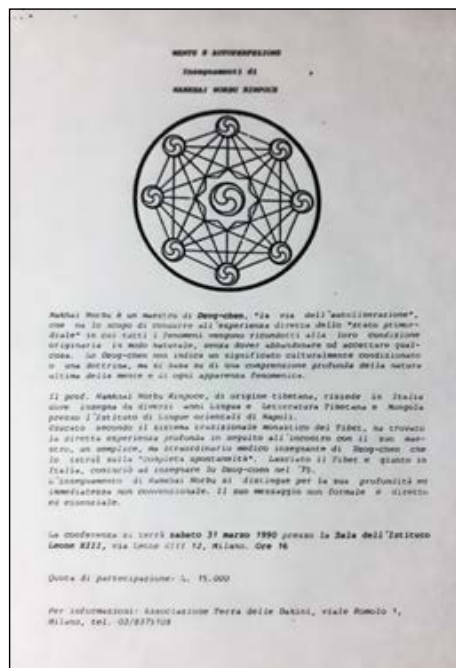 MENTE E AUTOPERFEZIONE
Insegnamenti di
NAMKHAI NORBU RINPOCE
Namkhai Norbu è un maestro di Dzog-chen, "la via dell'autoliberazione",
che ha lo scopo di condurre all'esperienza diretta dello "stato primor-
diale" in cui tutti i fenomeni vengono ricondotti alla loro condizione
originaria in modo naturale, senza dover abbandonare od accettare qual-
cosa. Lo Dzog-chen non indica un significato culturalmente condizionato
o una dottrina, ma si basa su di una comprensione profonda della natura
ultima della mente e di ogni apparenza fenomenica.
Il prof. Namkhai Norbu Rinpoce, di origine tibetana, risiede in Italia
dove insegna da diversi anni Lingua e Letteratura Tibetana e Mongola
presso l'Istituto di Lingue orientali di Napoli.
Educato secondo il sistema tradizionale monastico del Tibet, ha trovato
la diretta esperienza profonda in seguito all'incontro con il suo mae-
stro, un semplice, ma straordinario medico insegnante di Dzog-chen che
lo istruì sulla "completa spontaneità". Lasciato il Tibet e giunto in
Italia, cominciò ad insegnare lo Dzog-chen nel '75.
L'insegnamento di Namkhai Norbu si distingue per la sua profondità ed
immediatezza non convenzionale. Il suo messaggio non formale è diretto
ed essenziale.
La conferenza si terrà sabato 31 marzo 1990 presso la Sala dell'Istituto
Leone XIII, via Leone XIII 12, Milano. Ore 16
Quota di partecipazione: L. 15.000
Per informazioni: Associazione Terra delle Dakini, viale Romolo 1,
Milano, tel. 02/8375108